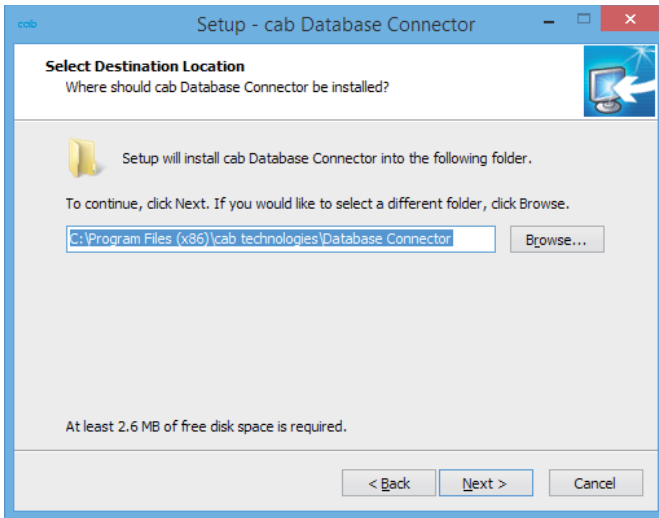 cab
Setup - cab Database Connector
Select Destination Location
Where should cab Database Connector be installed?
Setup will install cab Database Connector into the following folder.
To continue, click Next. If you would like to select a different folder, click Browse.
C:\Program Files (x86)\cab technologies\Database Connector
Browse...
At least 2.6 MB of free disk space is required.
< Back
Next >
Cancel